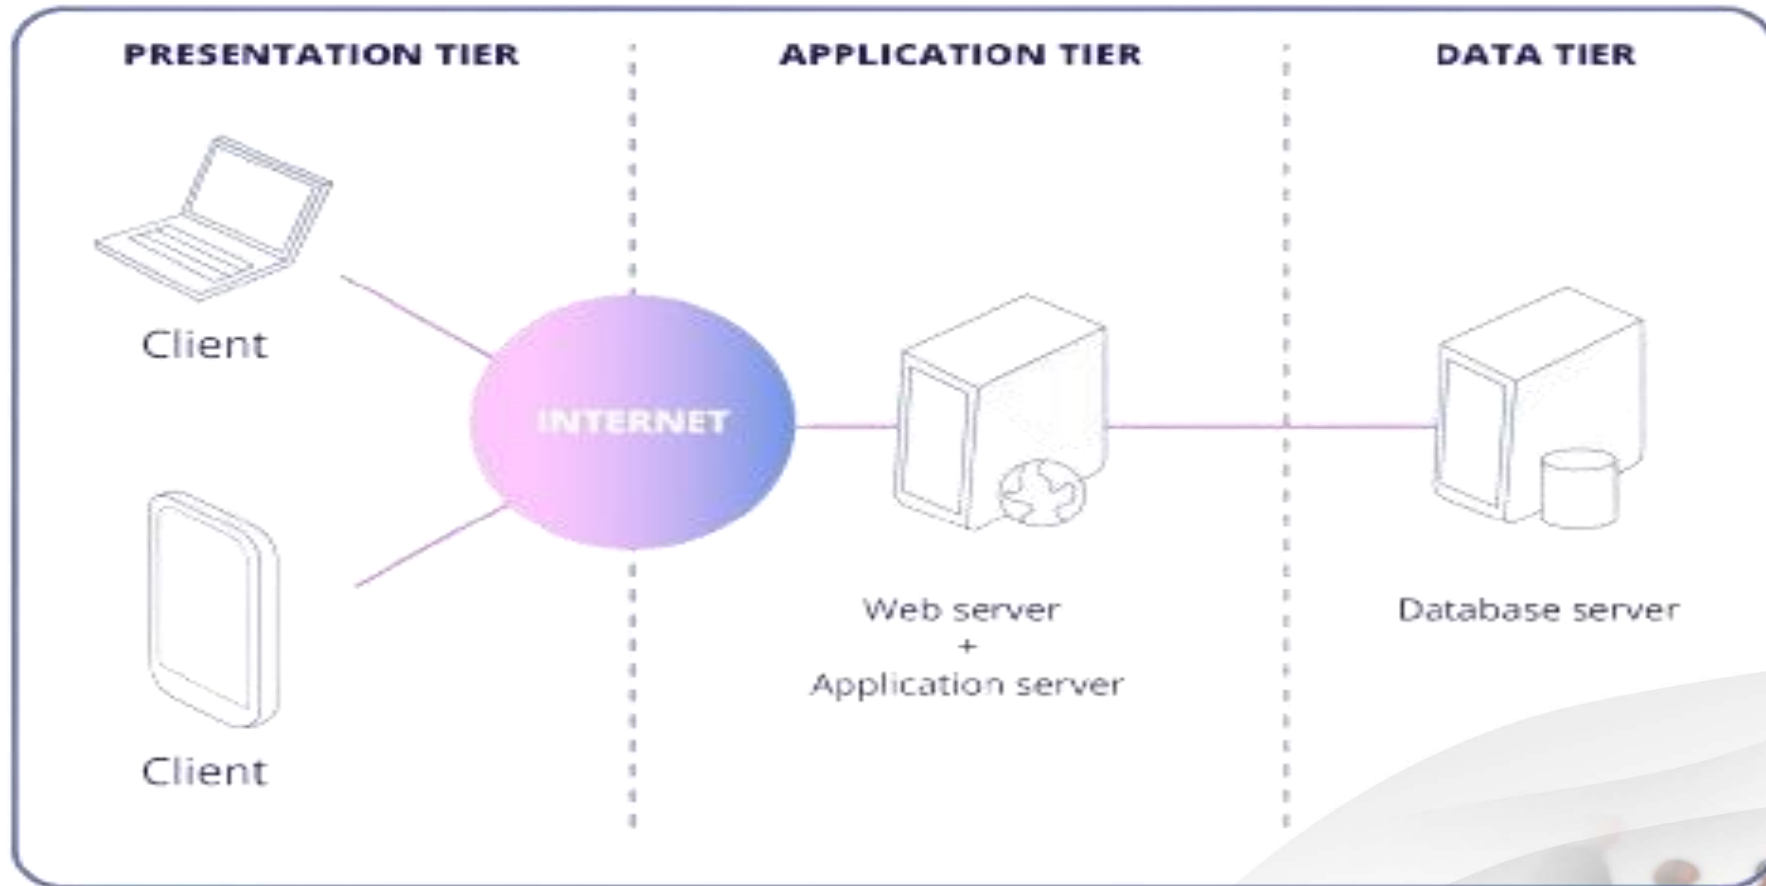 PRESENTATION TIER
APPLICATION TIER
DATA TIER
Client
INTERNET
Client
Web server
+
Application server
Database server